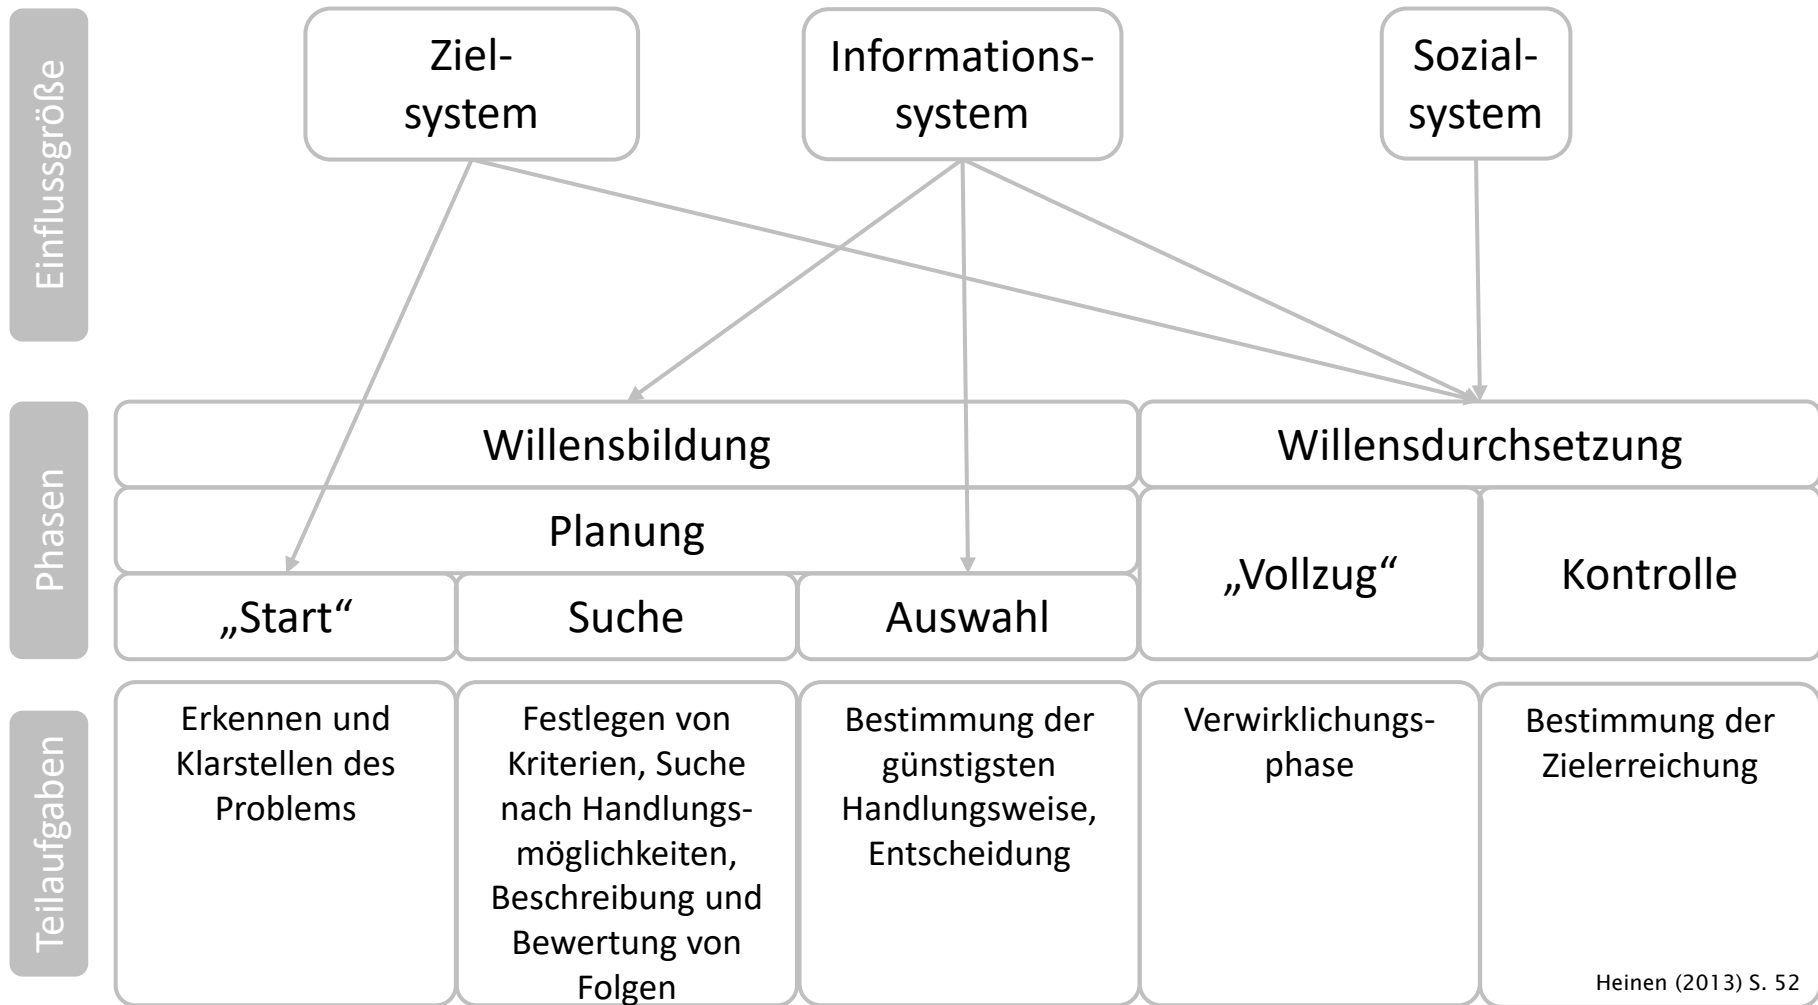 Einflussgröße
Ziel-
system
Informations-
system
Sozial-
system
Phasen
Willensbildung
Willensdurchsetzung
Planung
„Start“
Suche
Auswahl
„Vollzug“
Kontrolle
Teilaufgaben
Erkennen und
Klarstellen des
Problems
Festlegen von
Kriterien, Suche
nach Handlungs-
möglichkeiten,
Beschreibung und
Bewertung von
Folgen
Bestimmung der
günstigsten
Handlungsweise,
Entscheidung
Verwirklichungs-
phase
Bestimmung der
Zielerreichung
Heinen (2013) S. 52